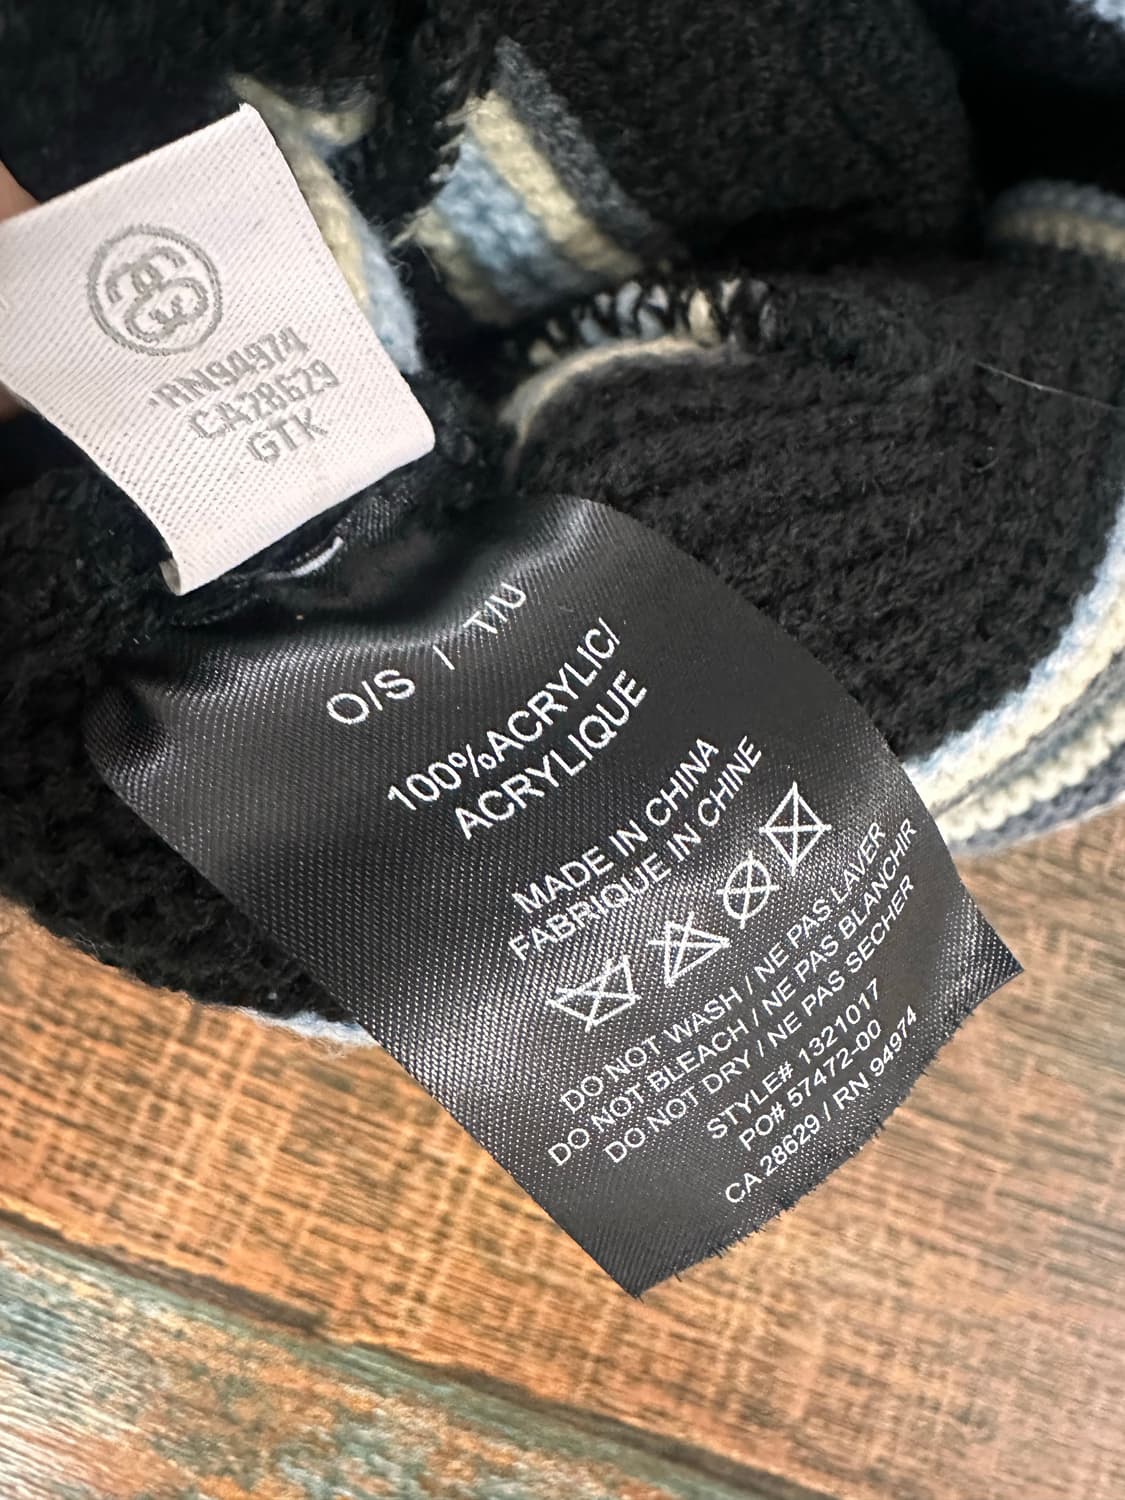 RN94974
CA28629
GTK
O/S / T/U
100%ACRYLIC/
ACRYLIQUE
MADE IN CHINA
FABRIQUE IN CHINE
DO NOT WASH / NE PAS LAVER
DO NOT BLEACH / NE PAS BLANCHIR
DO NOT DRY / NE PAS SECHER
STYLE# 1321017
PO# 57472-00
CA 28629 / RN 94974